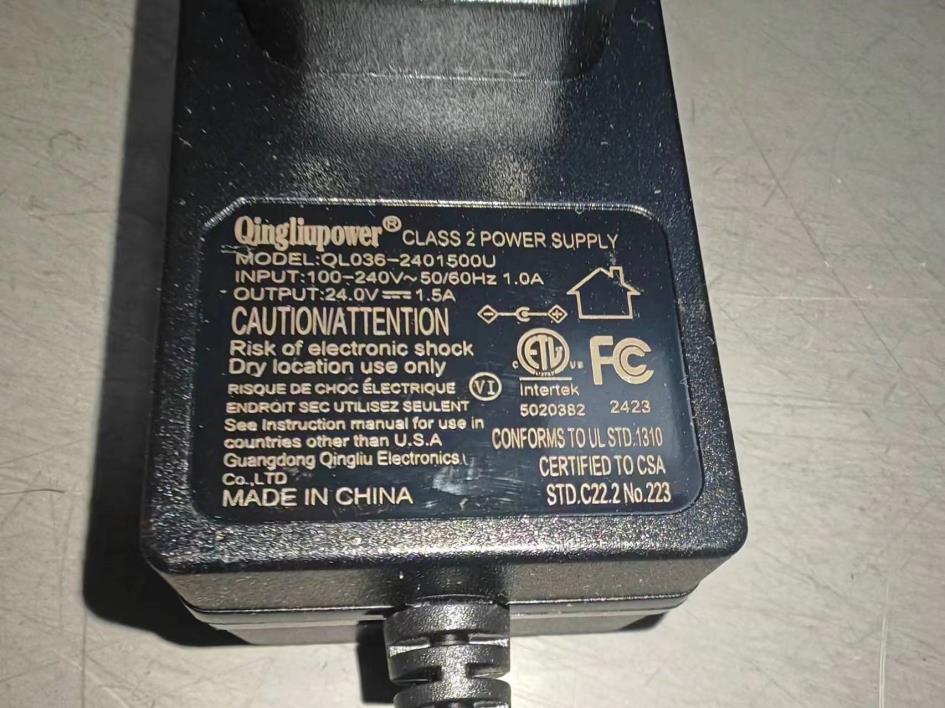 Qingliupower® CLASS 2 POWER SUPPLY
MODEL:QL036-2401500U
INPUT:100-240V~50/60Hz 1.0A
OUTPUT:24.0V⎓1.5A
CAUTION/ATTENTION
Risk of electronic shock
Dry location use only
RISQUE DE CHOC ÉLECTRIQUE
ENDROIT SEC UTILISEZ SEULENT
See Instruction manual for use in
countries other than U.S.A
Guangdong Qingliu Electronics
Co.,LTD
MADE IN CHINA
VI
C ETL US
LISTED
Intertek
5020382
FC
2423
CONFORMS TO UL STD.1310
CERTIFIED TO CSA
STD.C22.2 No.223